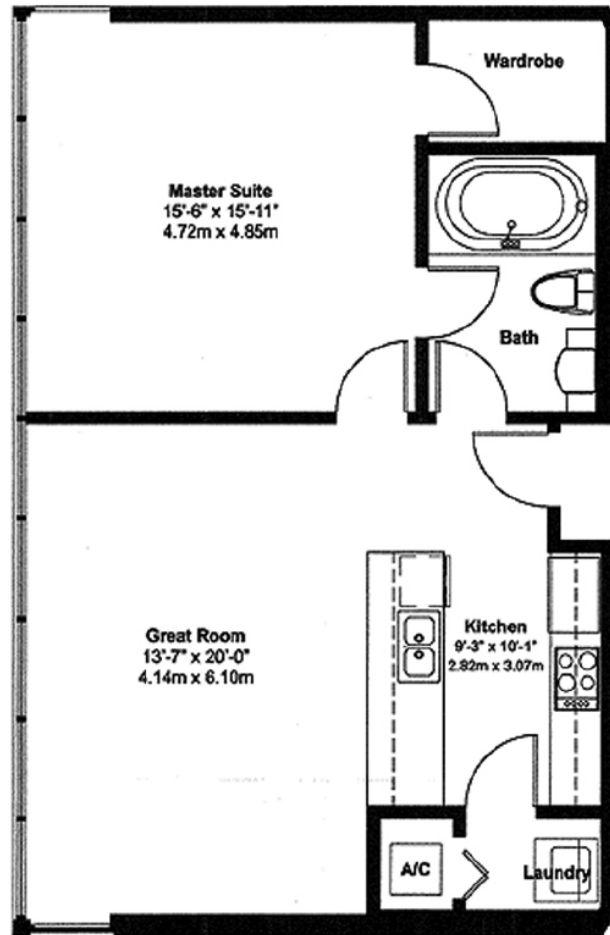 Wardrobe
Master Suite
15'-6" x 15'-11"
4.72m x 4.85m
Bath
Great Room
13'-7" x 20'-0"
4.14m x 6.10m
Kitchen
9'-3" x 10'-1"
2.82m x 3.07m
A/C
Laundry